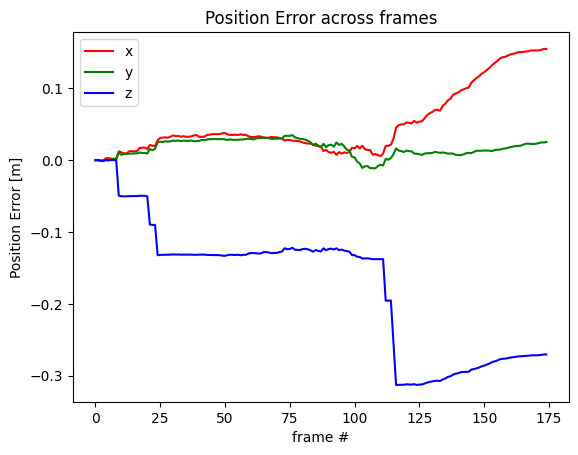 Position Error across frames
x
y
z
Position Error [m]
0.1
0.0
−0.1
−0.2
−0.3
0 25 50 75 100 125 150 175
frame #